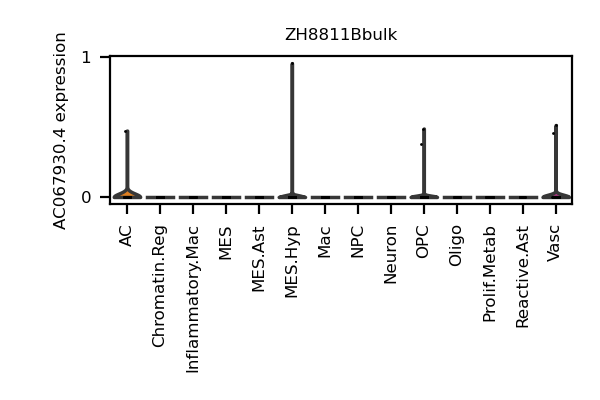 ZH8811Bbulk
AC067930.4 expression
1
0
AC
Chromatin.Reg
Inflammatory.Mac
MES
MES.Ast
MES.Hyp
Mac
NPC
Neuron
OPC
Oligo
Prolif.Metab
Reactive.Ast
Vasc